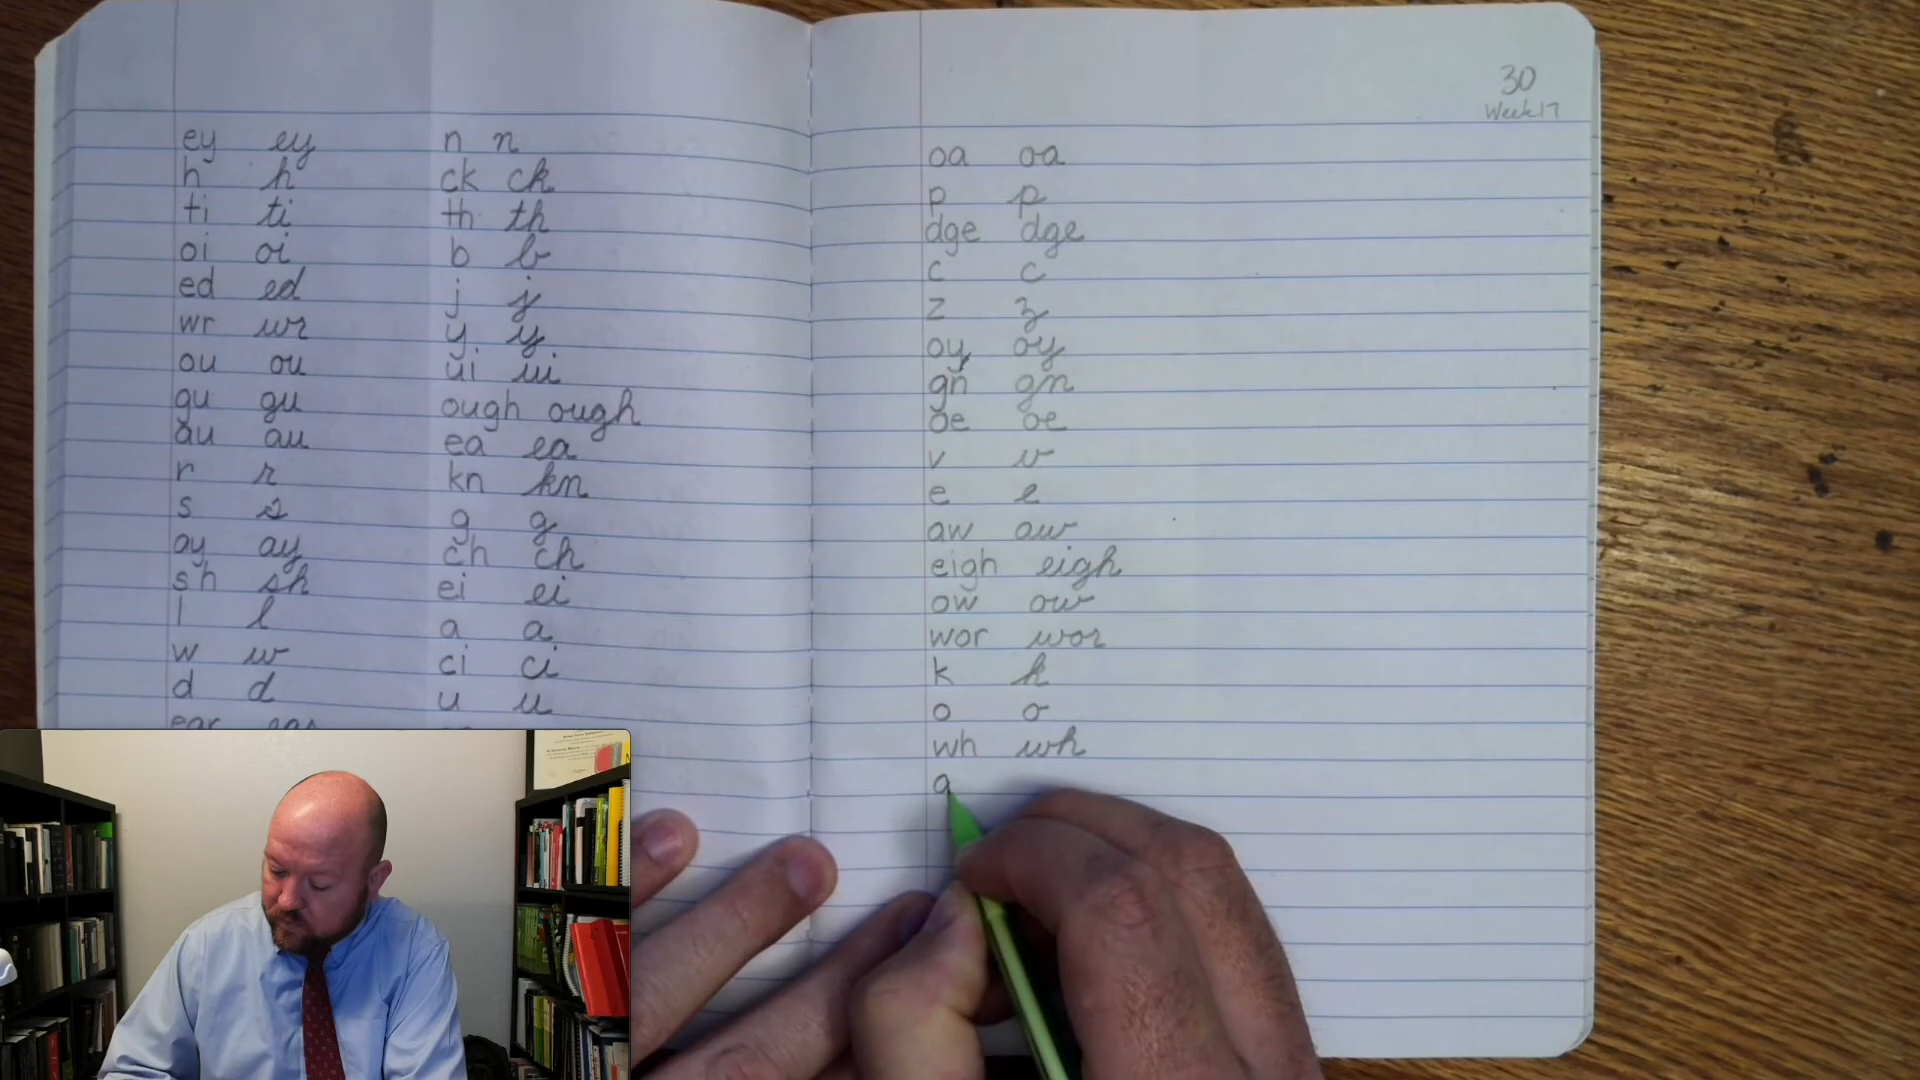 30
Week 17
ey ey
h h
ti ti
oi oi
ed ed
wr wr
ou ou
gu gu
au au
r r
s s
ay ay
sh sh
l l
w w
d d
ear ear
n n
ck ck
th th
b b
j j
y y
ui ui
ough ough
ea ea
kn kn
g g
ch ch
ei ei
a a
ci ci
u u
oa oa
p p
dge dge
c c
z z
oy oy
gn gn
oe oe
v v
e e
aw aw
eigh eigh
ow ow
wor wor
k k
o o
wh wh
a